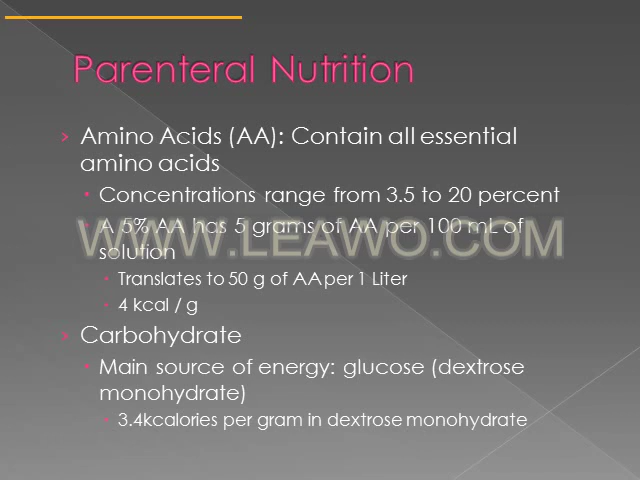 Parenteral Nutrition
› Amino Acids (AA): Contain all essential
amino acids
Concentrations range from 3.5 to 20 percent
A 5% AA has 5 grams of AA per 100 mL of
WWW.LEAWO.COM
solution
Translates to 50 g of AA per 1 Liter
4 kcal / g
› Carbohydrate
Main source of energy: glucose (dextrose
monohydrate)
3.4kcalories per gram in dextrose monohydrate